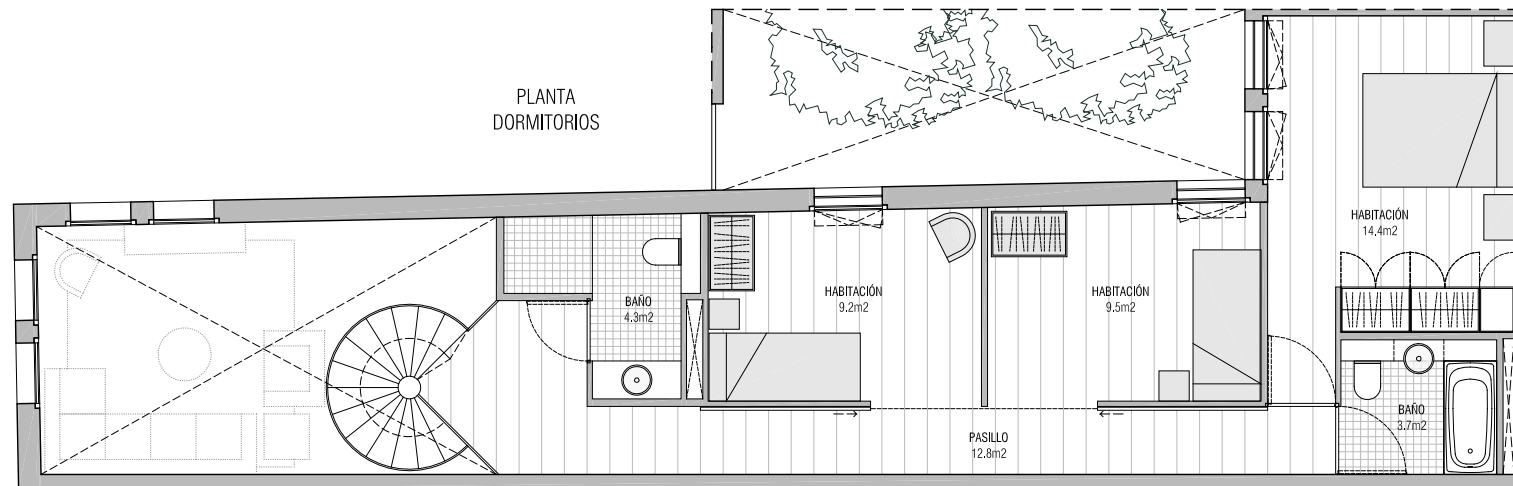 PLANTA
DORMITORIOS
HABITACIÓN
14.4m2
BAÑO
4.3m2
HABITACIÓN
9.2m2
HABITACIÓN
9.5m2
BAÑO
3.7m2
PASILLO
12.8m2